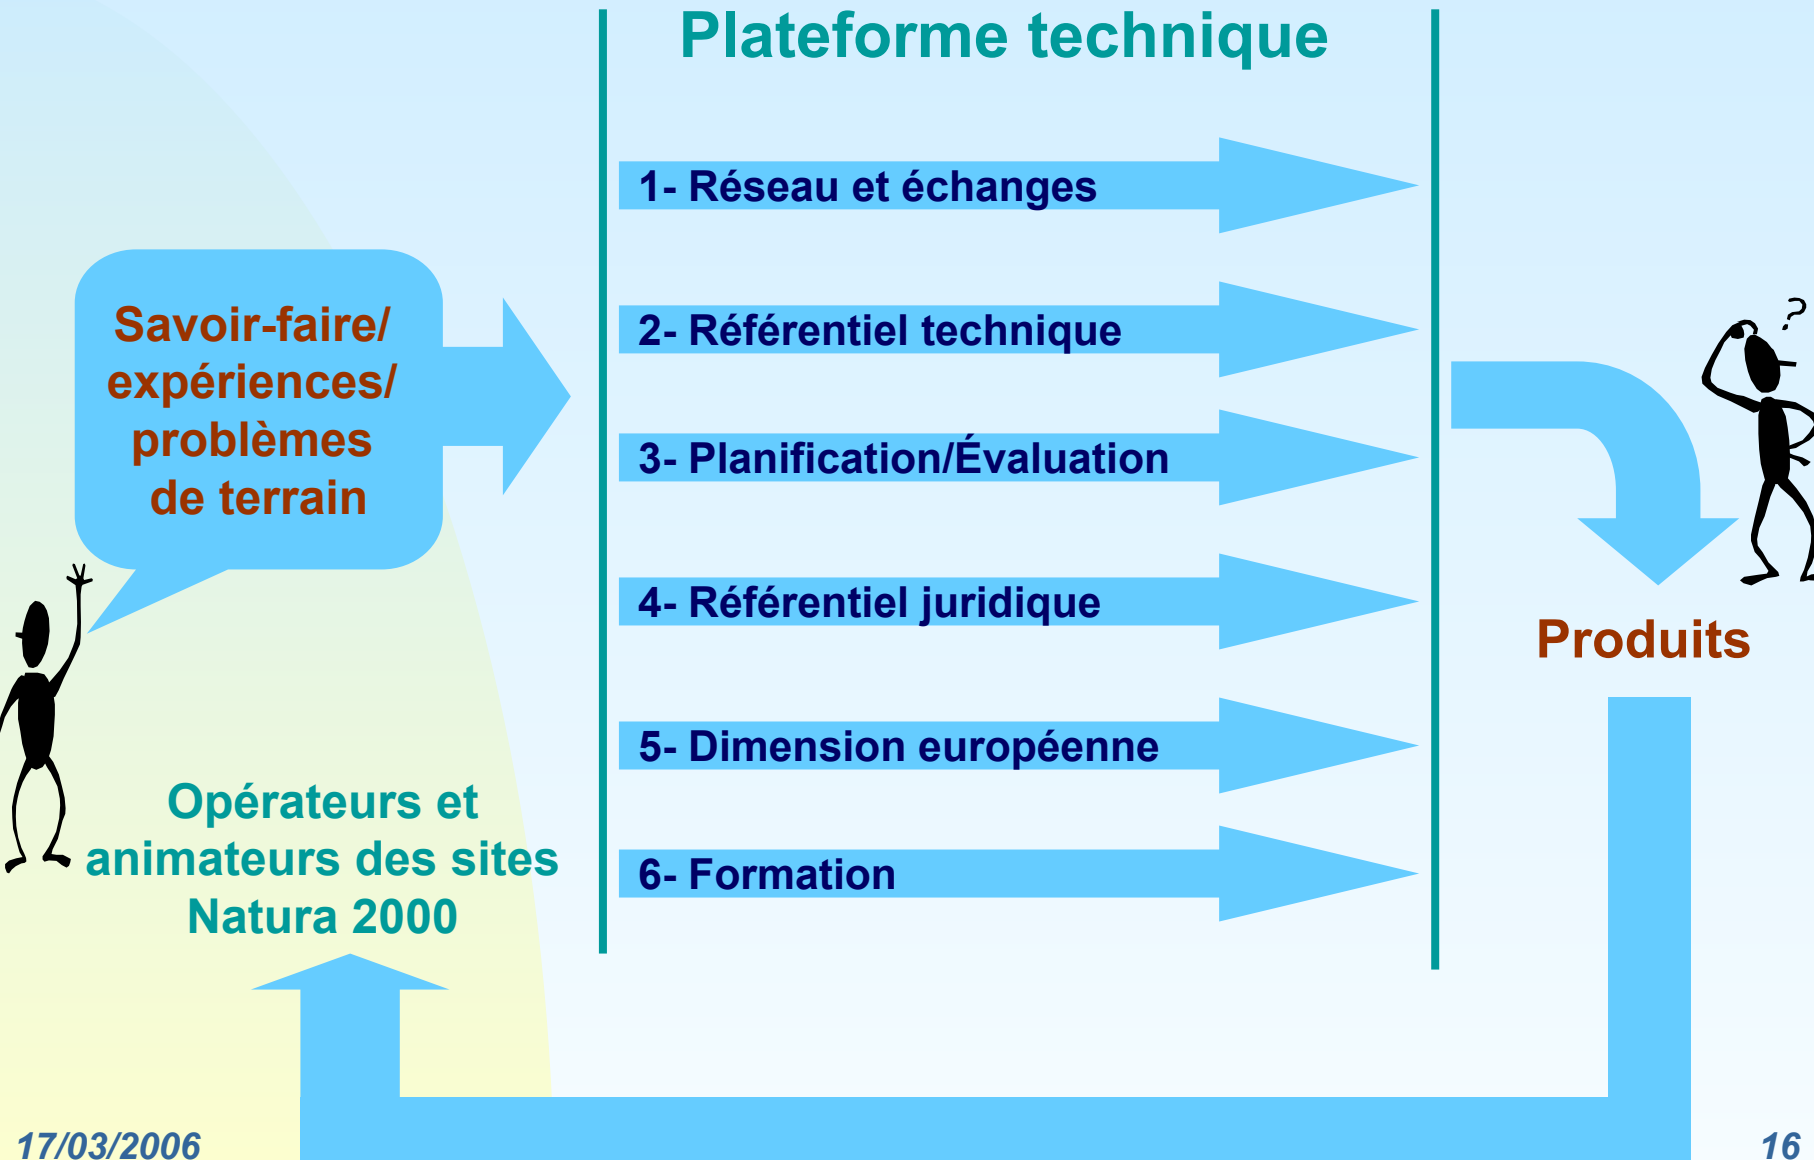 Plateforme technique
Savoir-faire/
expériences/
problèmes
de terrain
Opérateurs et
animateurs des sites
Natura 2000
1- Réseau et échanges
2- Référentiel technique
3- Planification/Évaluation
4- Référentiel juridique
5- Dimension européenne
6- Formation
?
Produits
17/03/2006
16